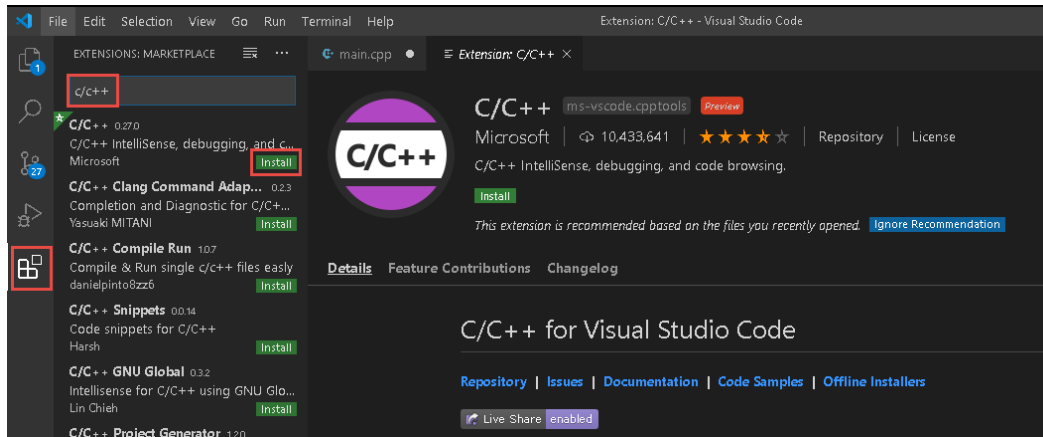 File Edit Selection View Go Run Terminal Help Extension: C/C++ - Visual Studio Code
EXTENSIONS: MARKETPLACE
main.cpp
Extension: C/C++
1
27
c/c++
C/C++ 0.27.0
C/C++ IntelliSense, debugging, and c...
Microsoft Install
C/C++ Clang Command Adap... 0.2.3
Completion and Diagnostic for C/C+...
Yasuaki MITANI Install
C/C++ Compile Run 1.0.7
Compile & Run single c/c++ files easly
danielpinto8zz6 Install
C/C++ Snippets 0.0.14
Code snippets for C/C++
Harsh Install
C/C++ GNU Global 0.3.2
Intellisense for C/C++ using GNU Glo...
Lin Chieh Install
C/C++ Project Generator 1.2.0
C/C++
C/C++ ms-vscode.cpptools Preview
Microsoft 10,433,641 Repository License
C/C++ IntelliSense, debugging, and code browsing.
Install
This extension is recommended based on the files you recently opened. Ignore Recommendation
Details Feature Contributions Changelog
C/C++ for Visual Studio Code
Repository | Issues | Documentation | Code Samples | Offline Installers
Live Share enabled